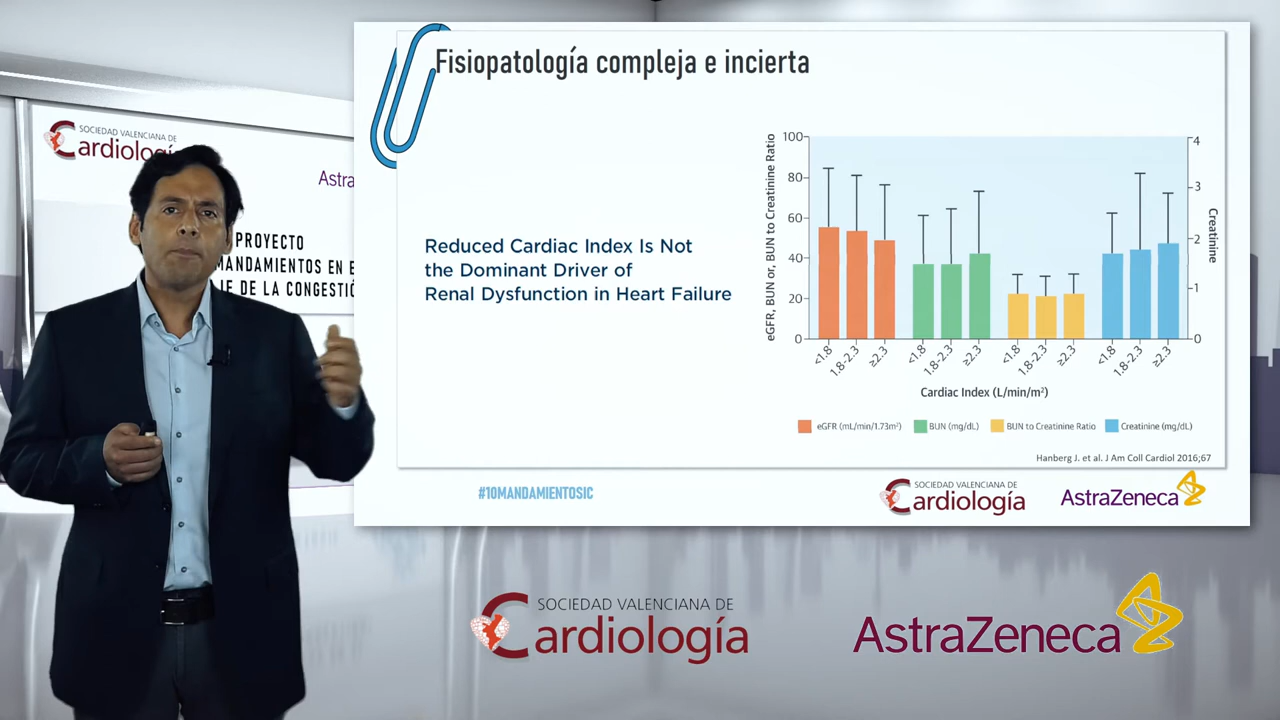 SOCIEDAD VALENCIANA DE
Cardiología
Astra
PROYECTO
MANDAMIENTOS EN E
DE LA CONGESTIÓ
Fisiopatología compleja e incierta
Reduced Cardiac Index Is Not
the Dominant Driver of
Renal Dysfunction in Heart Failure
eGFR, BUN or, BUN to Creatinine Ratio
100
80
60
40
20
0
4
3
2
1
0
Creatinine
<1.8
1.8-2.3
≥2.3
<1.8
1.8-2.3
≥2.3
<1.8
1.8-2.3
≥2.3
<1.8
1.8-2.3
≥2.3
Cardiac Index (L/min/m²)
eGFR (mL/min/1.73m²) BUN (mg/dL) BUN to Creatinine Ratio Creatinine (mg/dL)
Hanberg J. et al. J Am Coll Cardiol 2016;67
#10MANDAMIENTOSIC
SOCIEDAD VALENCIANA DE
Cardiología
AstraZeneca
SOCIEDAD VALENCIANA DE
Cardiología
AstraZeneca